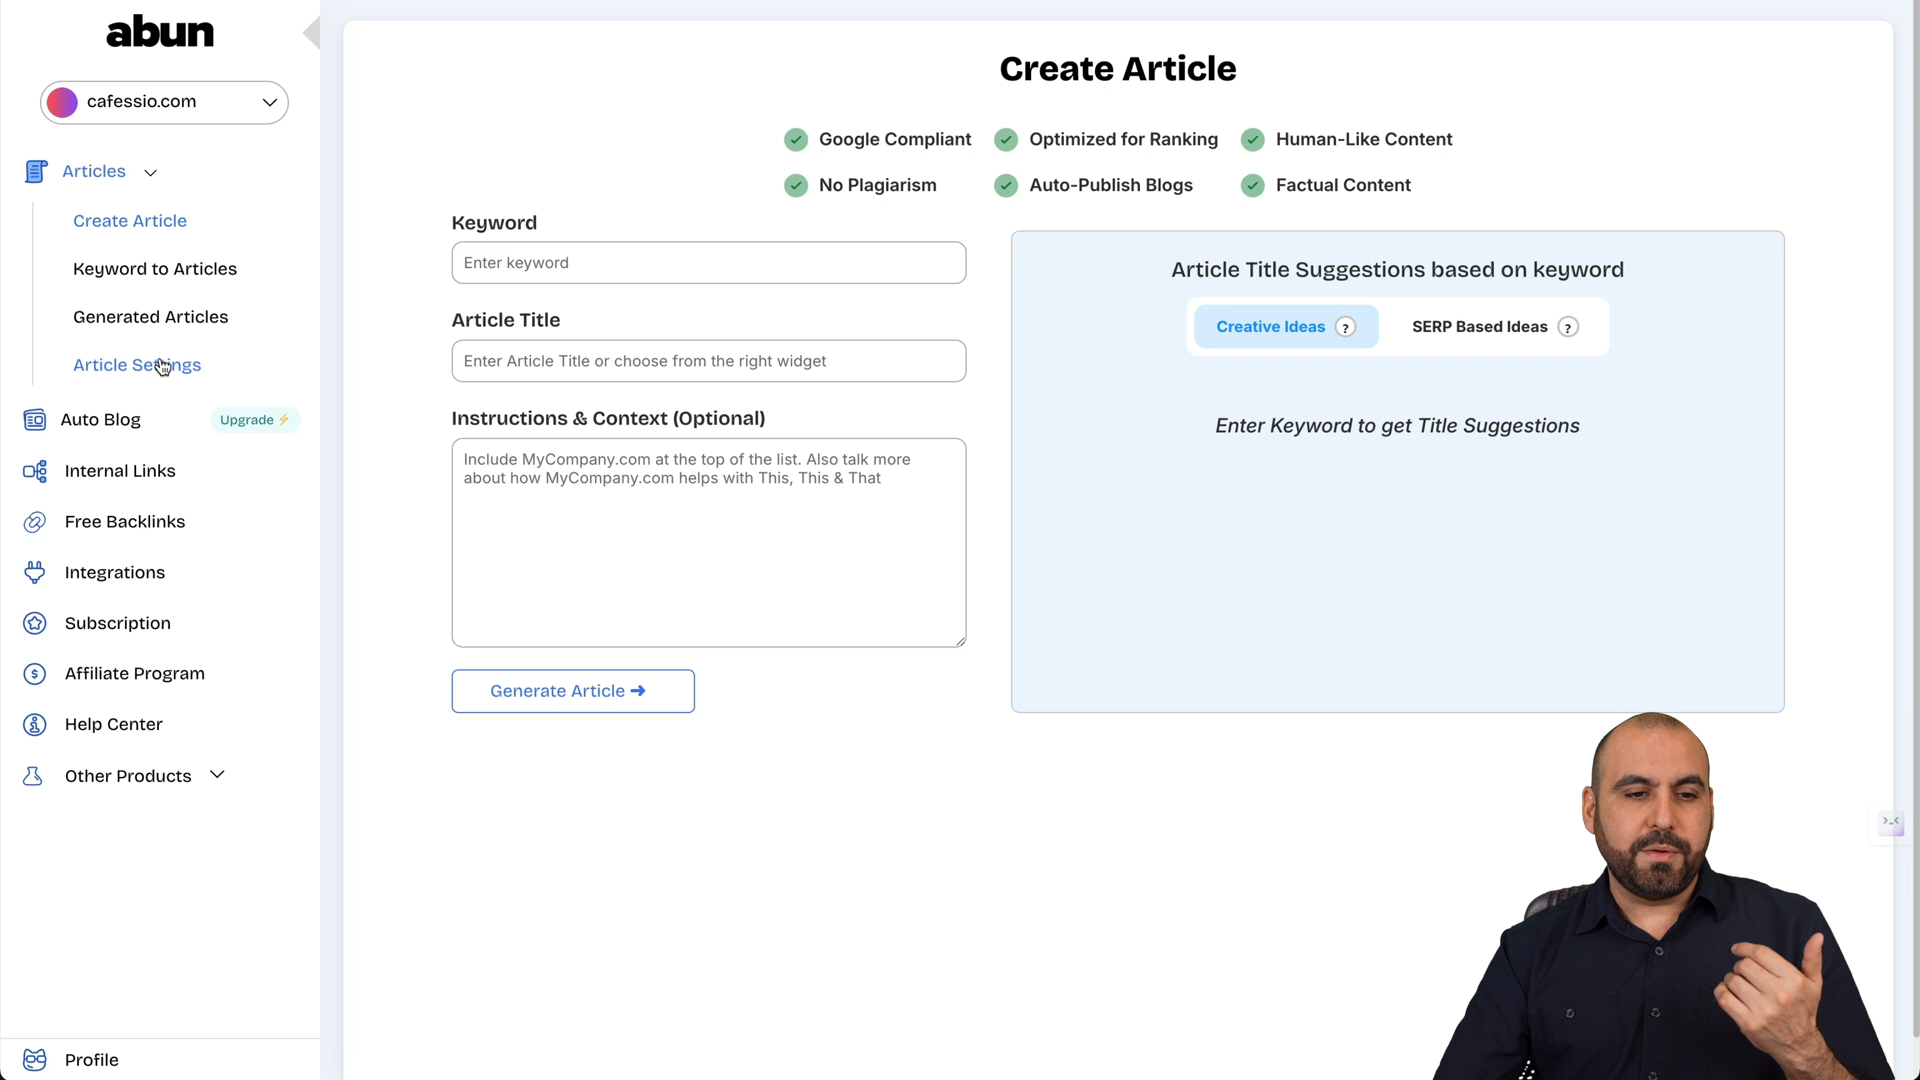 abun
cafessio.com
Articles
Create Article
Keyword to Articles
Generated Articles
Article Settings
Auto Blog
Upgrade
Internal Links
Free Backlinks
Integrations
Subscription
Affiliate Program
Help Center
Other Products
Profile
Create Article
Google Compliant
Optimized for Ranking
Human-Like Content
No Plagiarism
Auto-Publish Blogs
Factual Content
Keyword
Enter keyword
Article Title
Enter Article Title or choose from the right widget
Instructions & Context (Optional)
Include MyCompany.com at the top of the list. Also talk more
about how MyCompany.com helps with This, This & That
Generate Article ➜
Article Title Suggestions based on keyword
Creative Ideas ?
SERP Based Ideas ?
Enter Keyword to get Title Suggestions